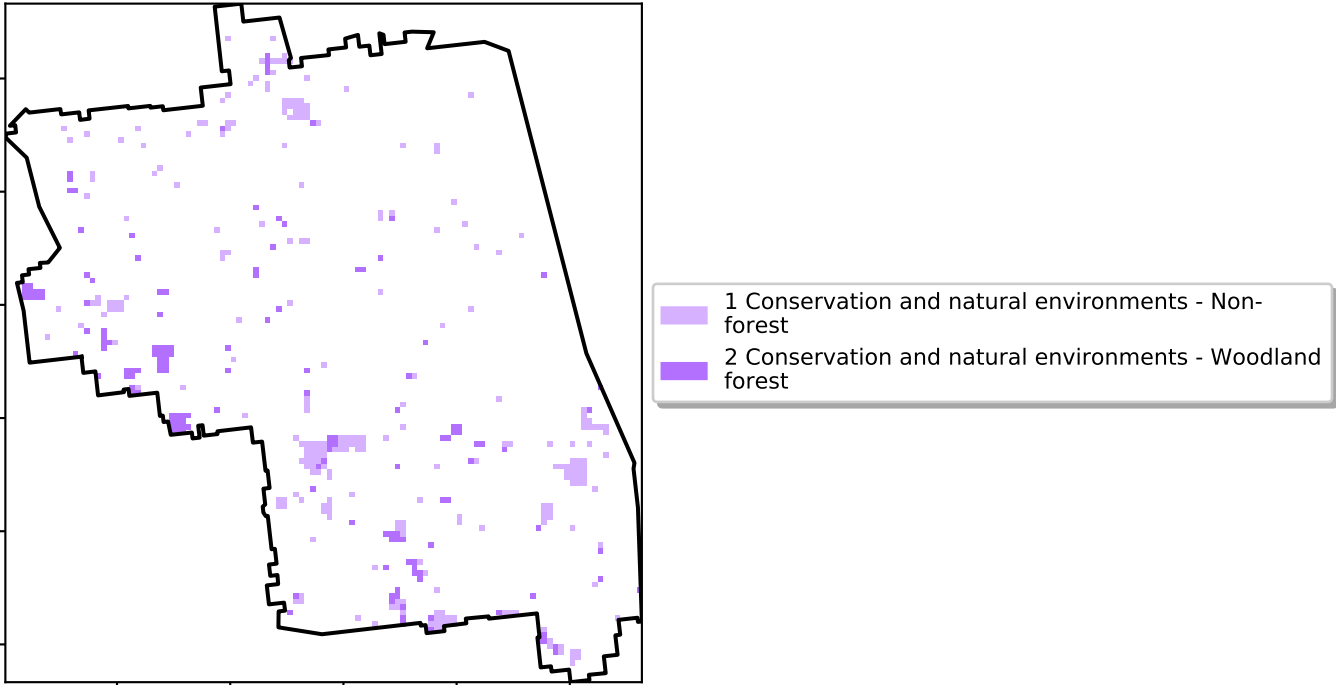 1 Conservation and natural environments - Non-
forest
2 Conservation and natural environments - Woodland
forest